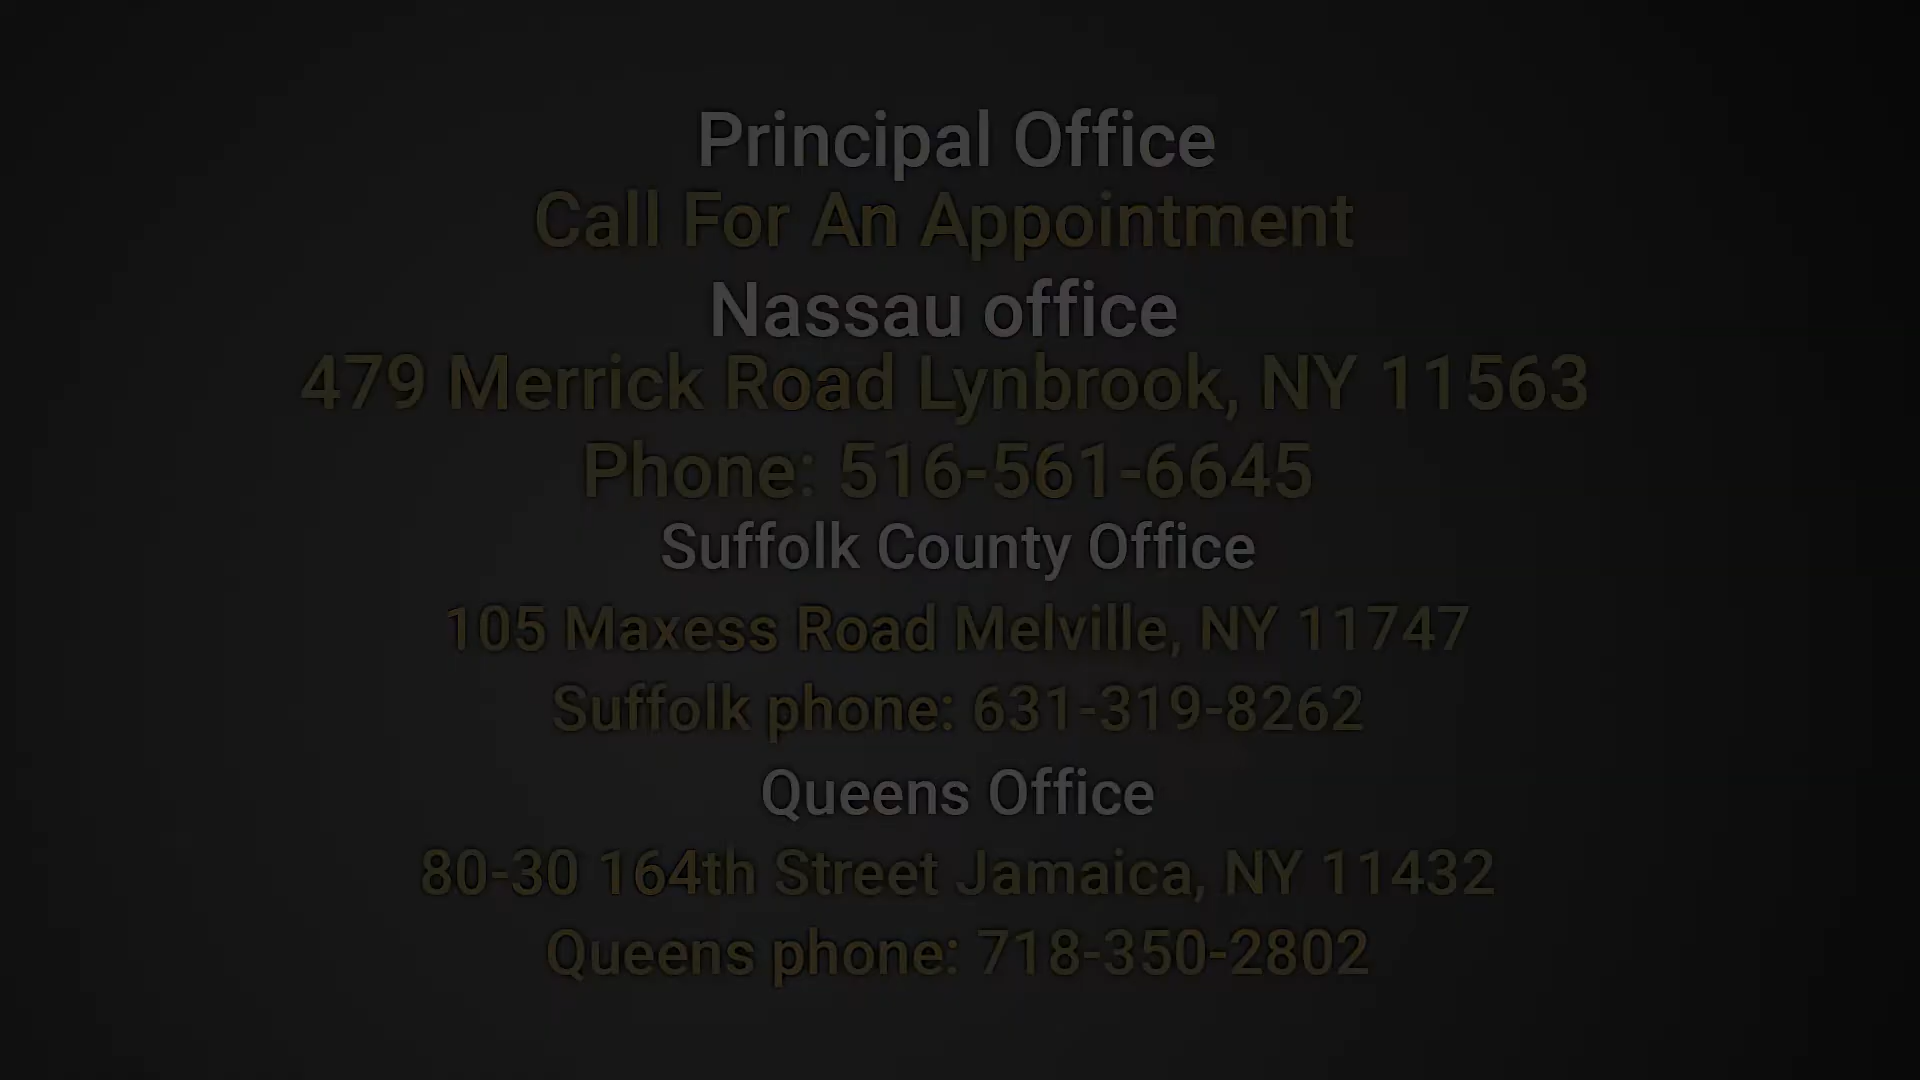 Principal Office
Call For An Appointment
Nassau office
479 Merrick Road Lynbrook, NY 11563
Phone: 516-561-6645
Suffolk County Office
105 Maxess Road Melville, NY 11747
Suffolk phone: 631-319-8262
Queens Office
80-30 164th Street Jamaica, NY 11432
Queens phone: 718-350-2802